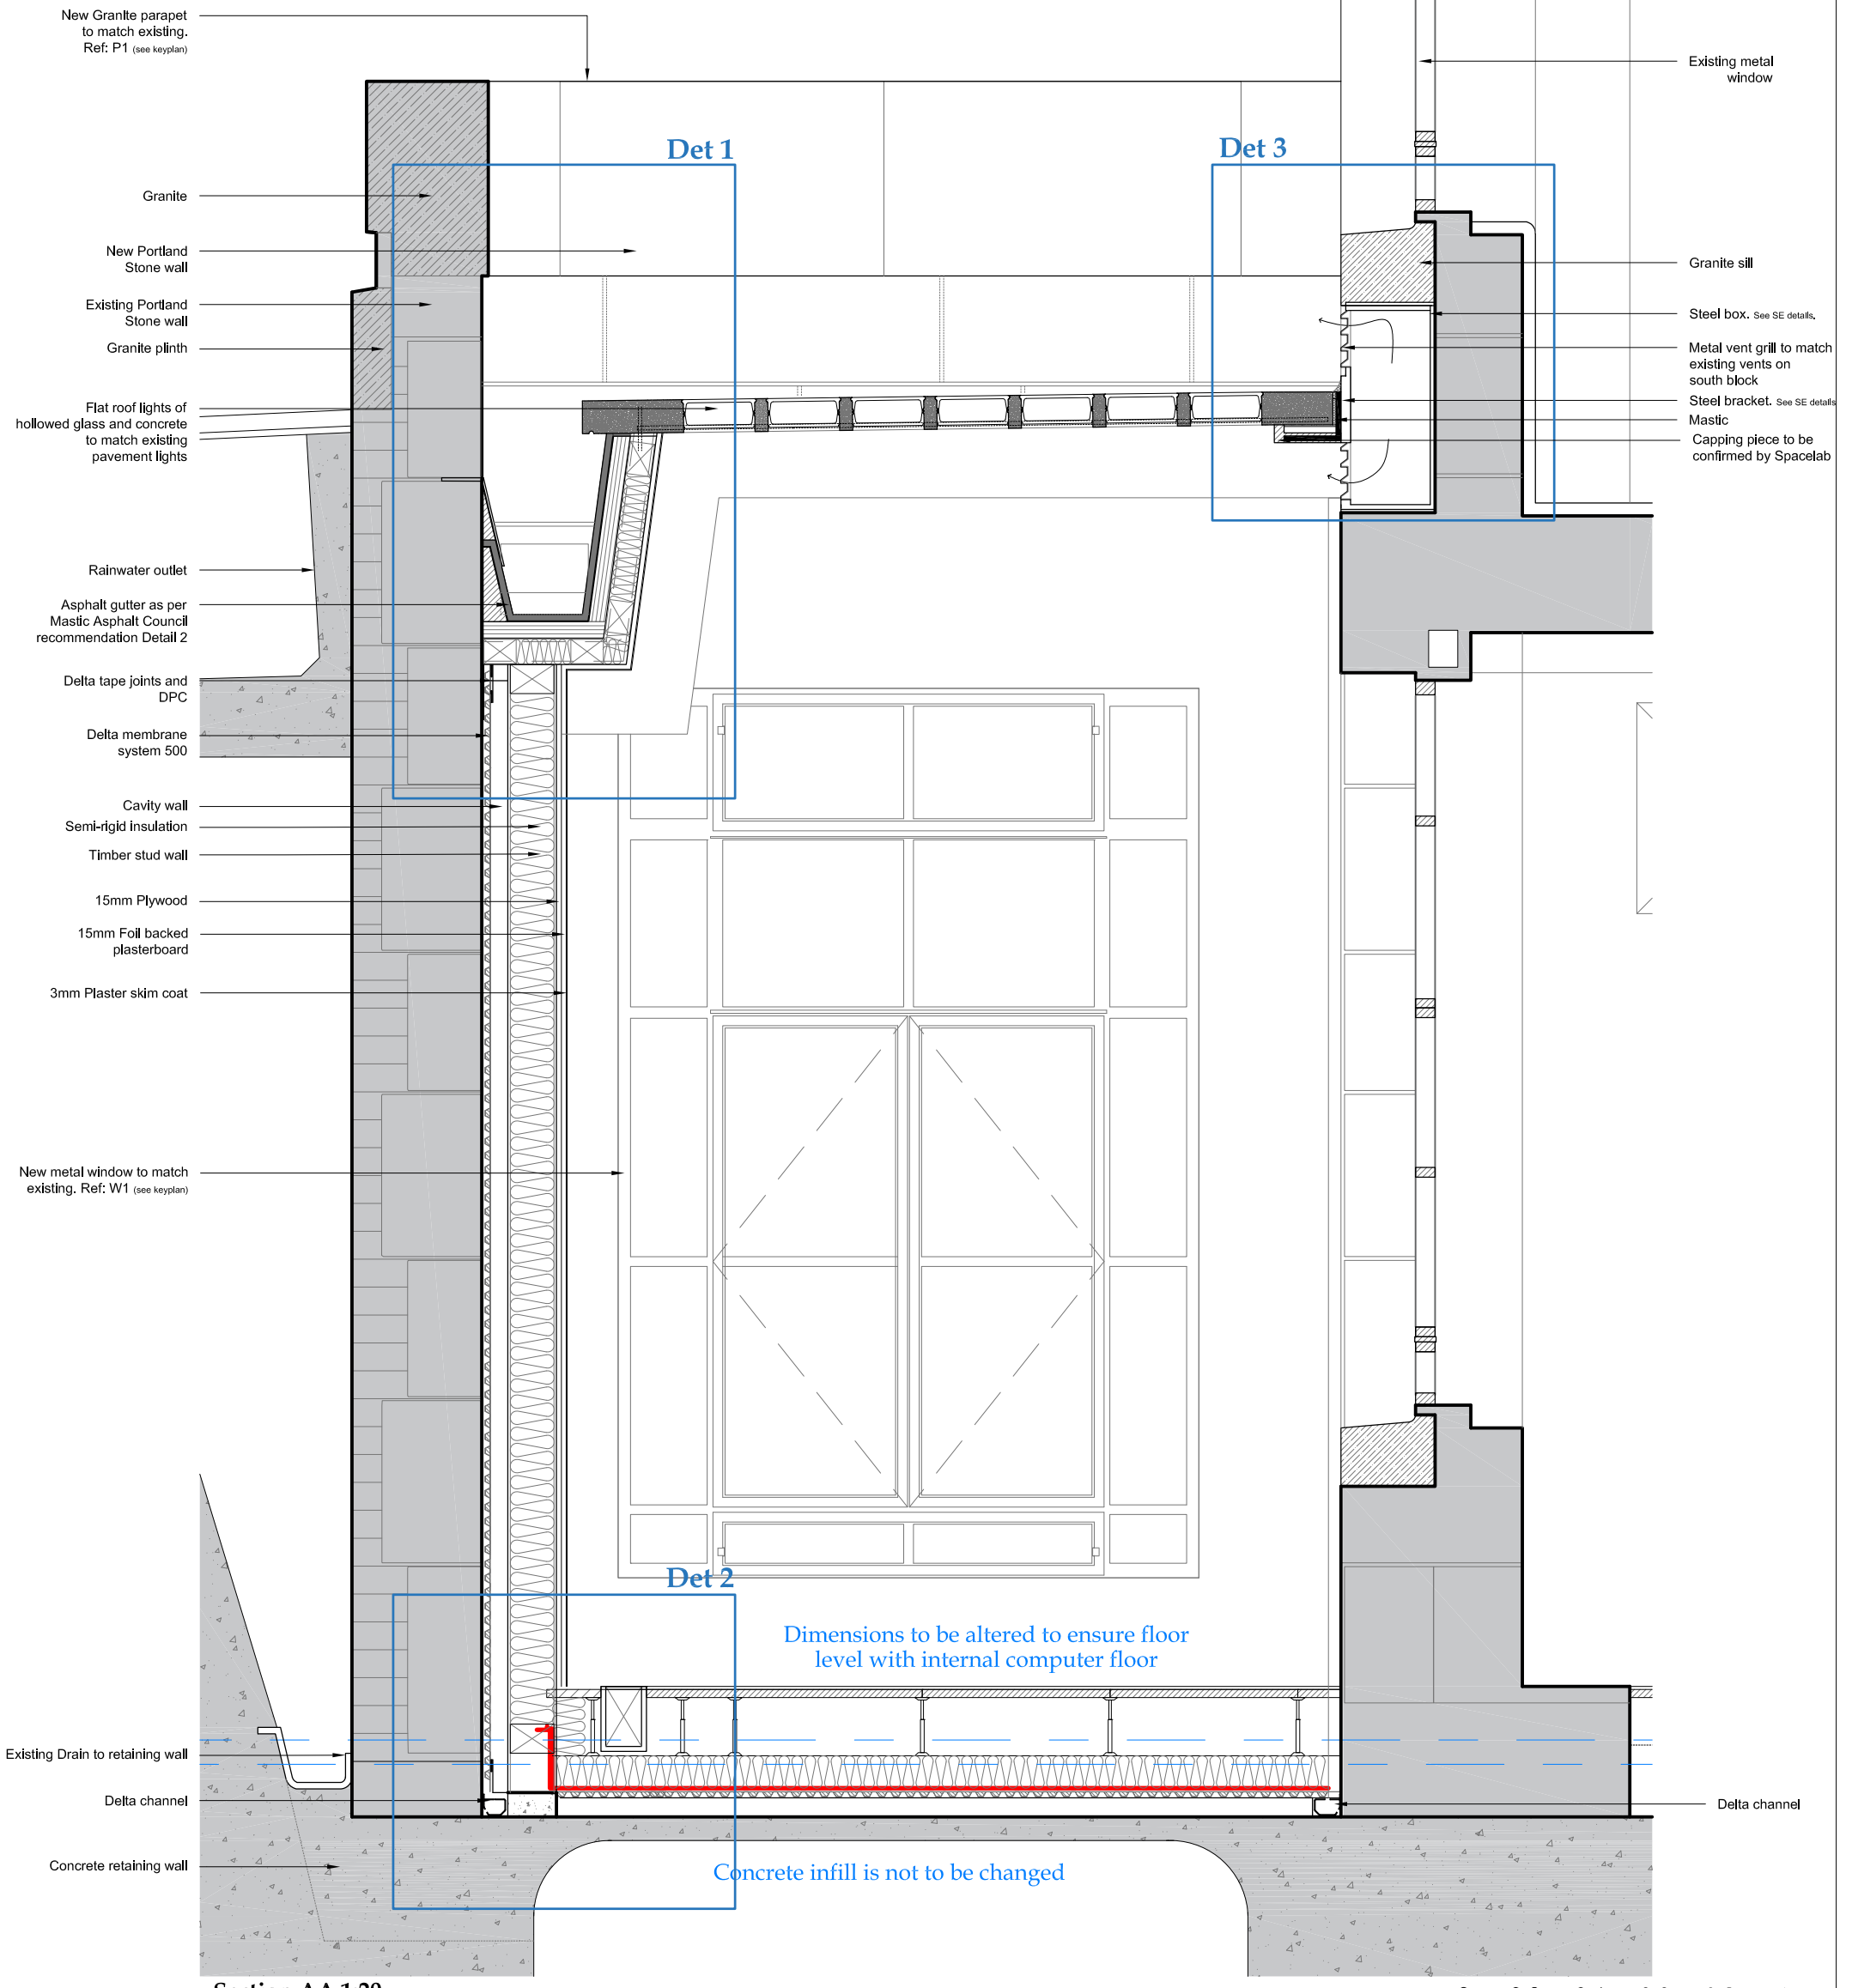 New Granite parapet
to match existing.
Ref: P1 (see keyplan)
Existing metal
window
Det 1
Det 3
Granite
New Portland
Stone wall
Granite sill
Existing Portland
Stone wall
Steel box. See SE details.
Granite plinth
Metal vent grill to match
existing vents on
south block
Flat roof lights of
hollowed glass and concrete
to match existing
pavement lights
Steel bracket. See SE details
Mastic
Capping piece to be
confirmed by Spacelab
Rainwater outlet
Asphalt gutter as per
Mastic Asphalt Council
recommendation Detail 2
Delta tape joints and
DPC
Delta membrane
system 500
Cavity wall
Semi-rigid insulation
Timber stud wall
15mm Plywood
15mm Foil backed
plasterboard
3mm Plaster skim coat
New metal window to match
existing. Ref: W1 (see keyplan)
Det 2
Dimensions to be altered to ensure floor
level with internal computer floor
Existing Drain to retaining wall
Delta channel
Delta channel
Concrete retaining wall
Concrete infill is not to be changed
Section AA 1:20